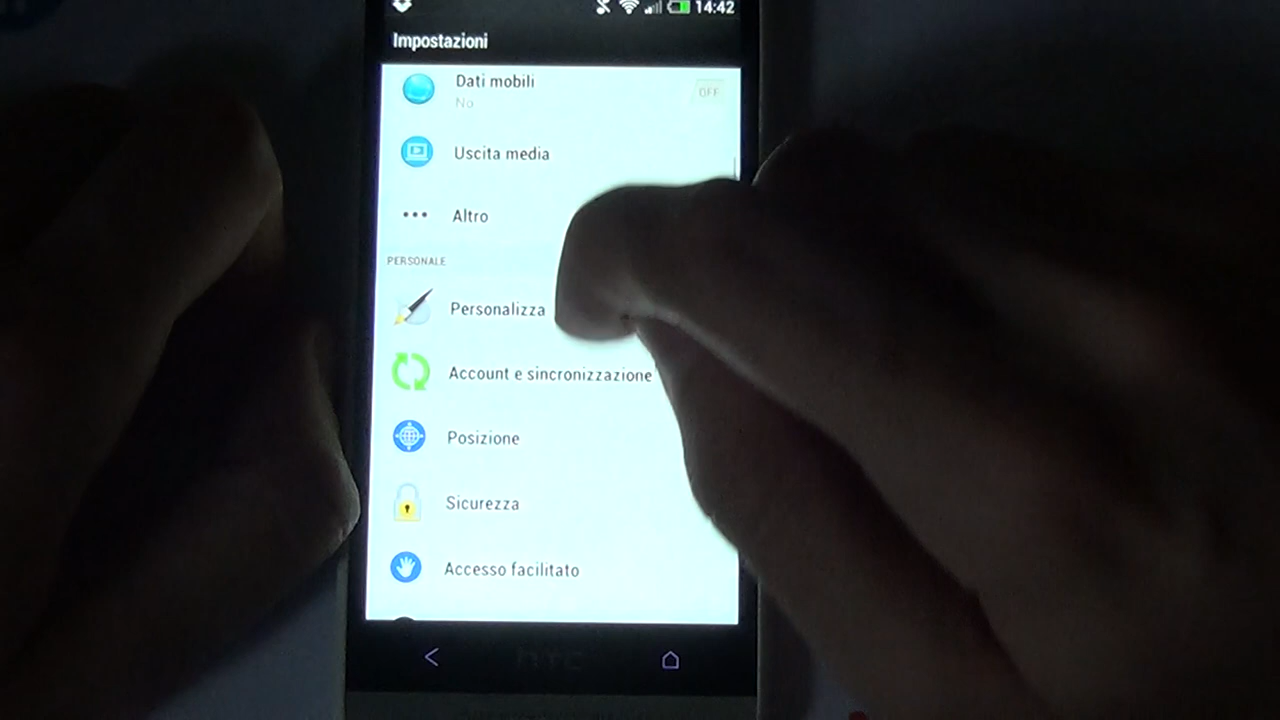 14:42
Impostazioni
Dati mobili
No
OFF
Uscita media
Altro
PERSONALE
Personalizza
Account e sincronizzazione
Posizione
Sicurezza
Accesso facilitato
hTC